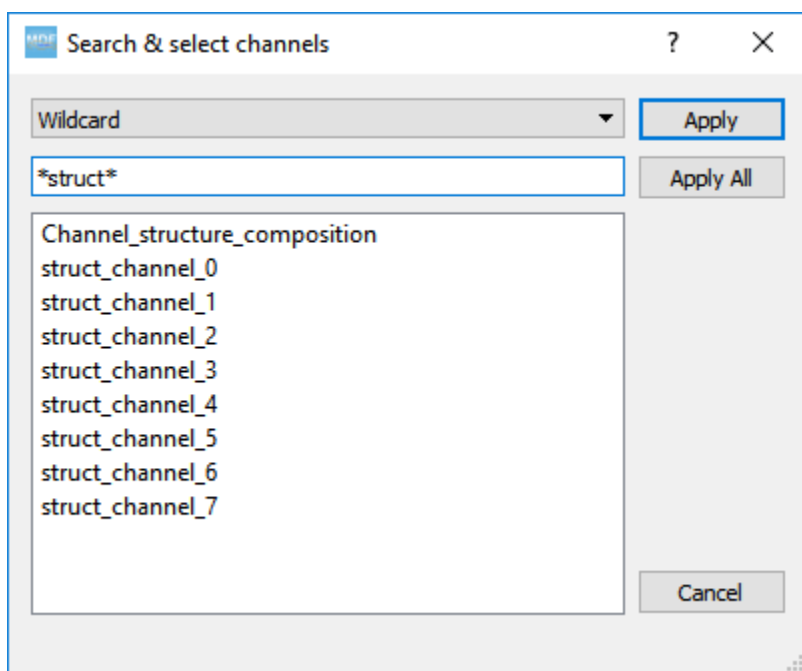 MDF Search & select channels ?
Wildcard Apply
*struct* Apply All
Channel_structure_composition
struct_channel_0
struct_channel_1
struct_channel_2
struct_channel_3
struct_channel_4
struct_channel_5
struct_channel_6
struct_channel_7
Cancel